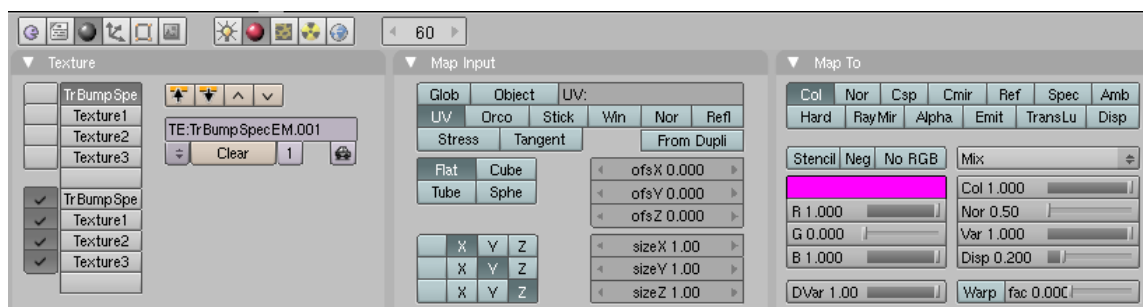 60
Texture
Map Input
Map To
TrBumpSpe
Texture1
Texture2
Texture3
TrBumpSpe
Texture1
Texture2
Texture3
TE:TrBumpSpecEM.001
Clear 1
Glob Object UV:
UV Orco Stick Win Nor Refl
Stress Tangent From Dupli
Flat Cube
Tube Sphe
ofsX 0.000
ofsY 0.000
ofsZ 0.000
X Y Z
X Y Z
X Y Z
sizeX 1.00
sizeY 1.00
sizeZ 1.00
Col Nor Csp Cmir Ref Spec Amb
Hard RayMir Alpha Emit TransLu Disp
Stencil Neg No RGB
R 1.000
G 0.000
B 1.000
DVar 1.00
Mix
Col 1.000
Nor 0.50
Var 1.000
Disp 0.200
Warp fac 0.000